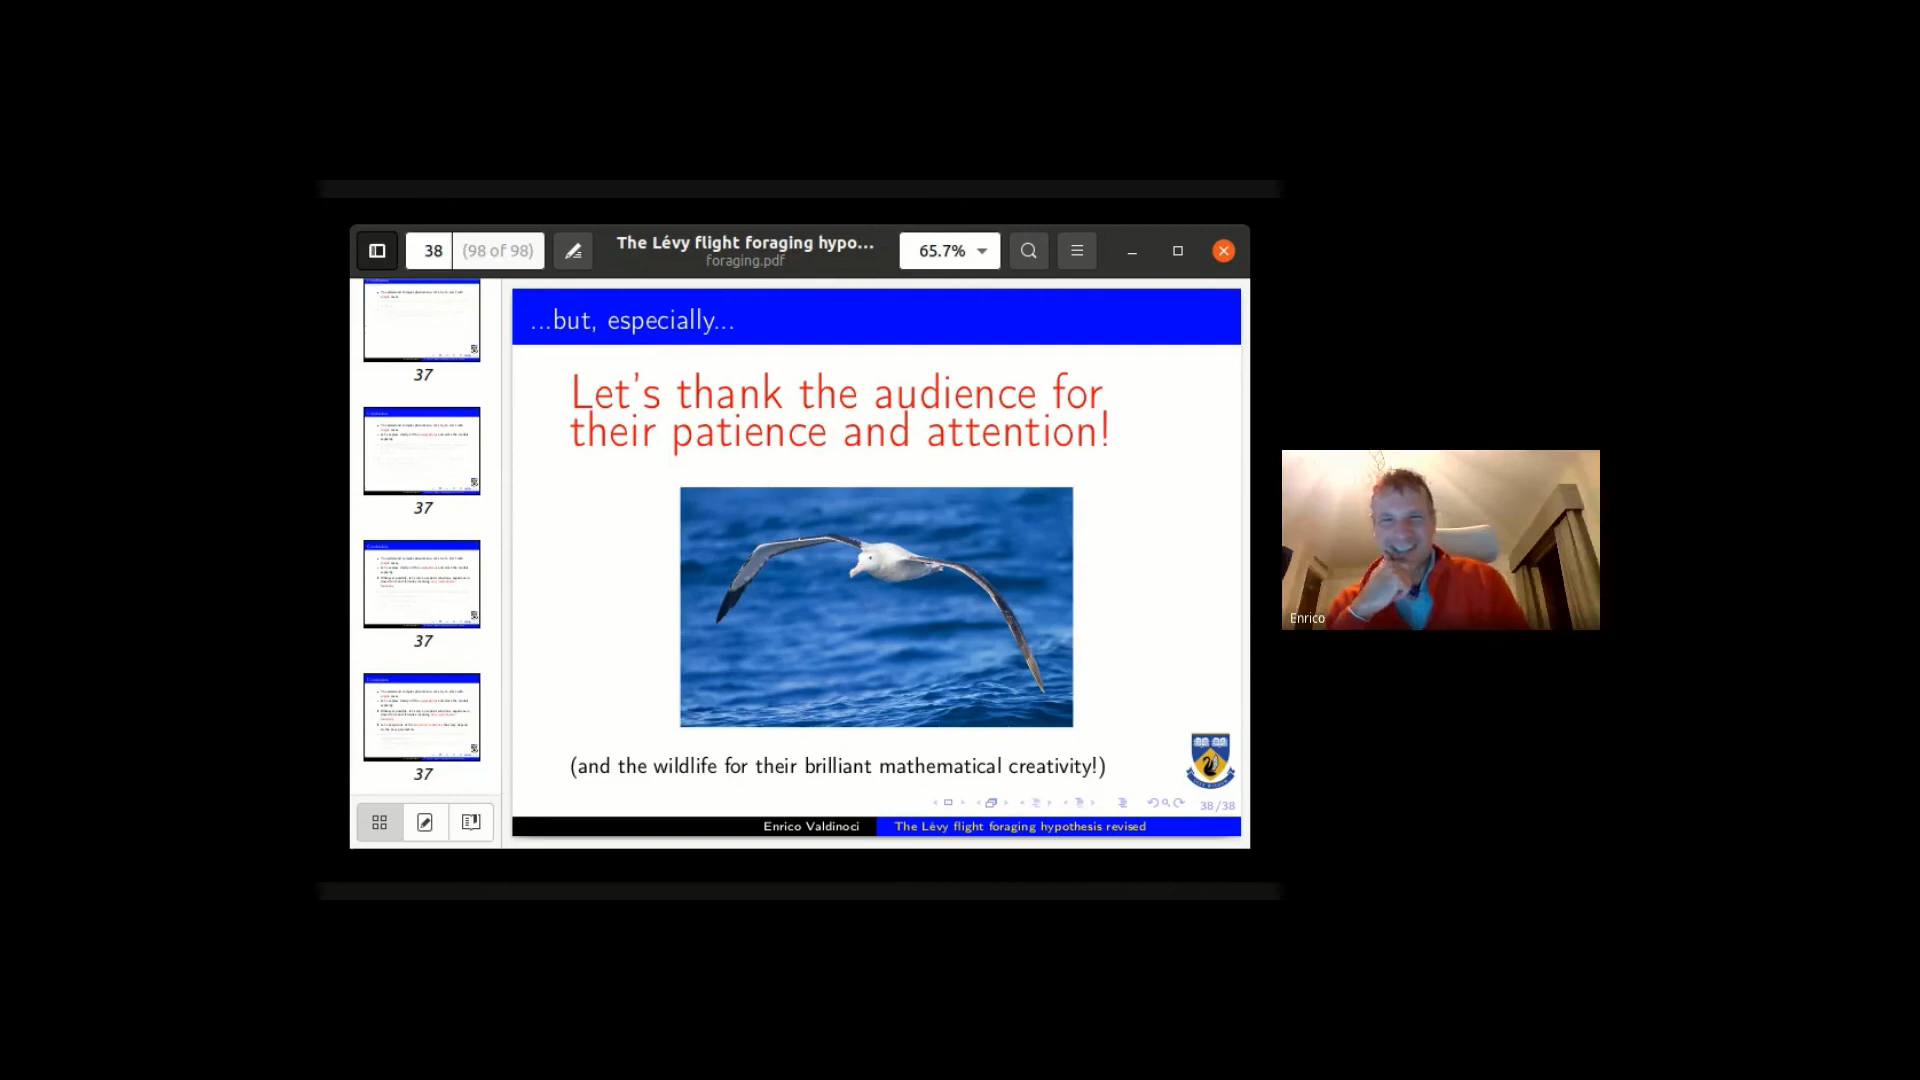 38 (98 of 98)
The Lévy flight foraging hypo...
foraging.pdf
65.7%
37
37
37
37
...but, especially...
Let's thank the audience for
their patience and attention!
(and the wildlife for their brilliant mathematical creativity!)
38/38
Enrico Valdinoci
The Lévy flight foraging hypothesis revised
Enrico